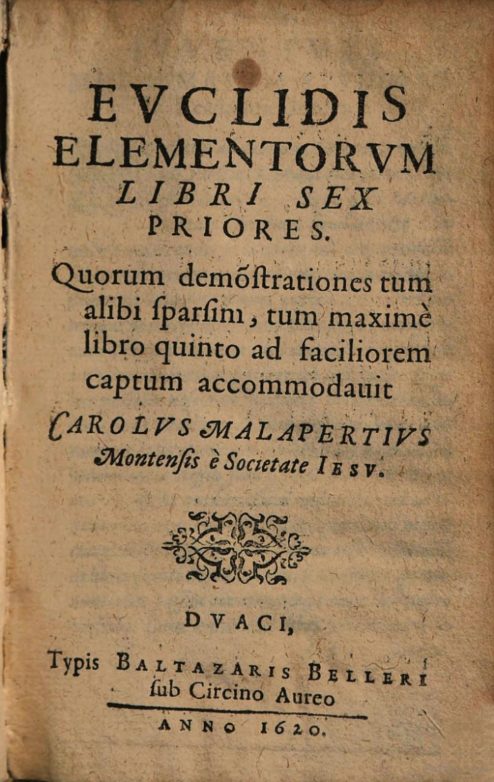 EVCLIDIS
ELEMENTORVM
LIBRI SEX
PRIORES.
Quorum demõſtrationes tum
alibi ſparſim, tum maximè
libro quinto ad faciliorem
captum accommodauit
CAROLVS MALAPERTIVS
Montenſis è Societate IESV.
DVACI,
Typis BALTAZARIS BELLERI
ſub Circino Aureo
ANNO 1620.